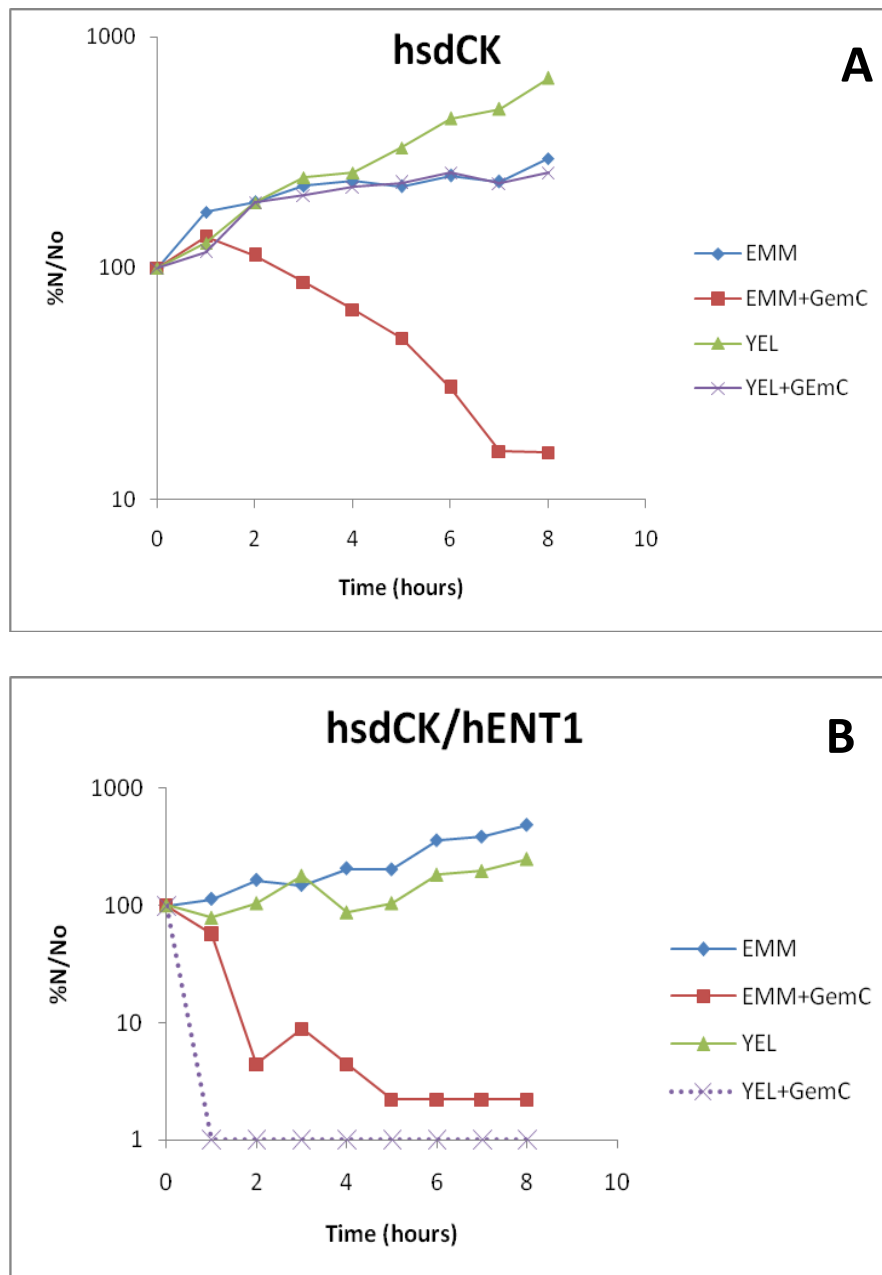 hsdCK
A
1000
100
10
%N/No
0 2 4 6 8 10
Time (hours)
EMM
EMM+GemC
YEL
YEL+GEmC
hsdCK/hENT1
B
1000
100
10
1
%N/No
0 2 4 6 8 10
Time (hours)
EMM
EMM+GemC
YEL
YEL+GemC